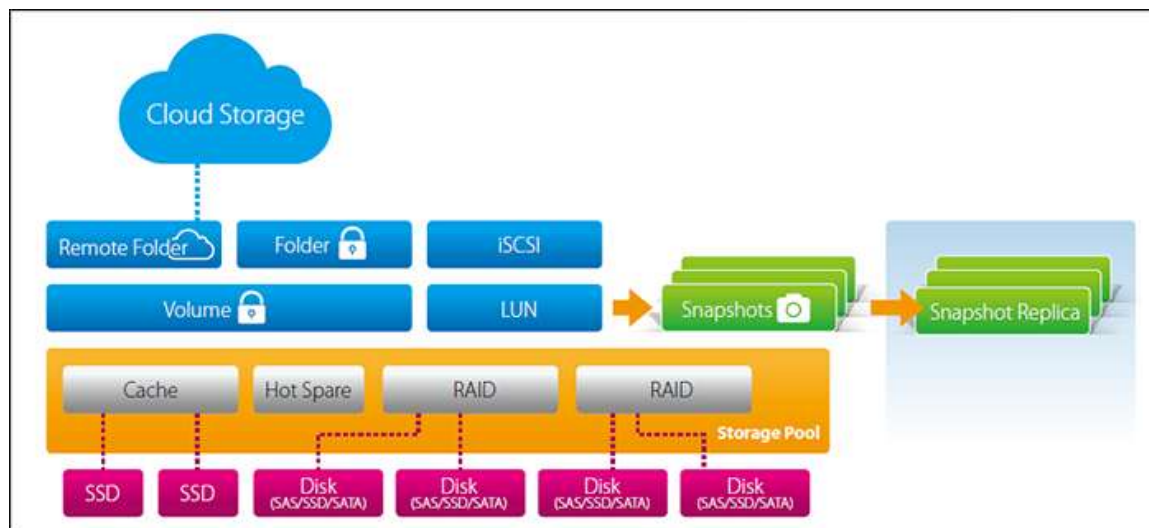 Cloud Storage
Remote Folder
Folder
iSCSI
Volume
LUN
Snapshots
Snapshot Replica
Cache
Hot Spare
RAID
RAID
Storage Pool
SSD
SSD
Disk
(SAS/SSD/SATA)
Disk
(SAS/SSD/SATA)
Disk
(SAS/SSD/SATA)
Disk
(SAS/SSD/SATA)